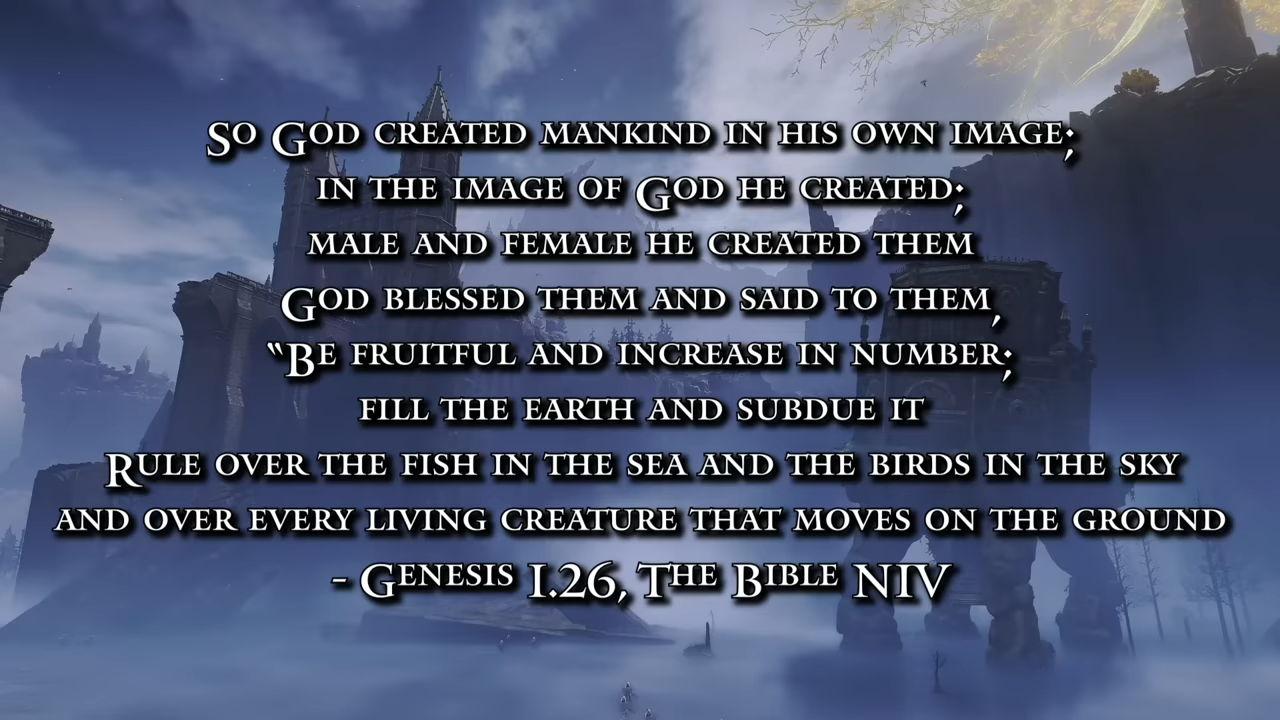 So God created mankind in his own image;
in the image of God he created;
male and female he created them
God blessed them and said to them,
“Be fruitful and increase in number;
fill the earth and subdue it
Rule over the fish in the sea and the birds in the sky
and over every living creature that moves on the ground
- Genesis 1.26, The Bible NIV